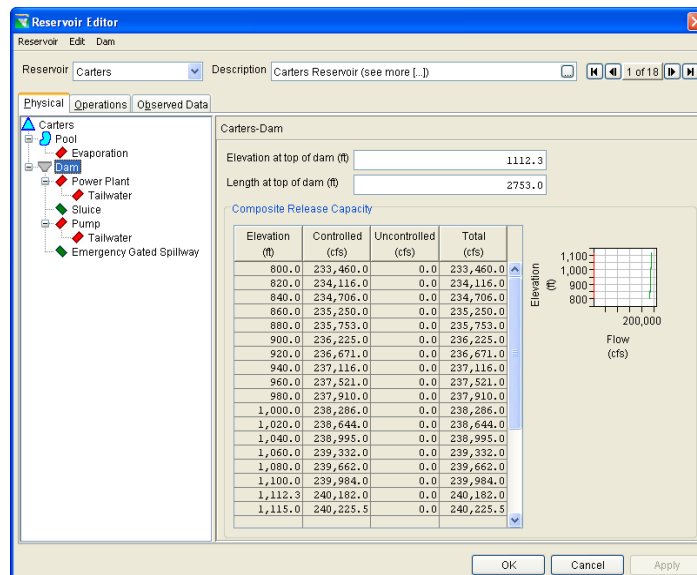 Reservoir Editor
Reservoir Edit Dam
Reservoir Carters Description Carters Reservoir (see more [...]) ... 1 of 18
Physical Operations Observed Data
Carters
Pool
Evaporation
Dam
Power Plant
Tailwater
Sluice
Pump
Tailwater
Emergency Gated Spillway
Carters-Dam
Elevation at top of dam (ft) 1112.3
Length at top of dam (ft) 2753.0
Composite Release Capacity
Elevation Controlled Uncontrolled Total
(ft) (cfs) (cfs) (cfs)
800.0 233,460.0 0.0 233,460.0
820.0 234,116.0 0.0 234,116.0
840.0 234,706.0 0.0 234,706.0
860.0 235,250.0 0.0 235,250.0
880.0 235,753.0 0.0 235,753.0
900.0 236,225.0 0.0 236,225.0
920.0 236,671.0 0.0 236,671.0
940.0 237,116.0 0.0 237,116.0
960.0 237,521.0 0.0 237,521.0
980.0 237,910.0 0.0 237,910.0
1,000.0 238,286.0 0.0 238,286.0
1,020.0 238,644.0 0.0 238,644.0
1,040.0 238,995.0 0.0 238,995.0
1,060.0 239,332.0 0.0 239,332.0
1,080.0 239,662.0 0.0 239,662.0
1,100.0 239,984.0 0.0 239,984.0
1,112.3 240,182.0 0.0 240,182.0
1,115.0 240,225.5 0.0 240,225.5
Elevation
(ft)
1,100
1,000
900
800
200,000
Flow
(cfs)
OK Cancel Apply